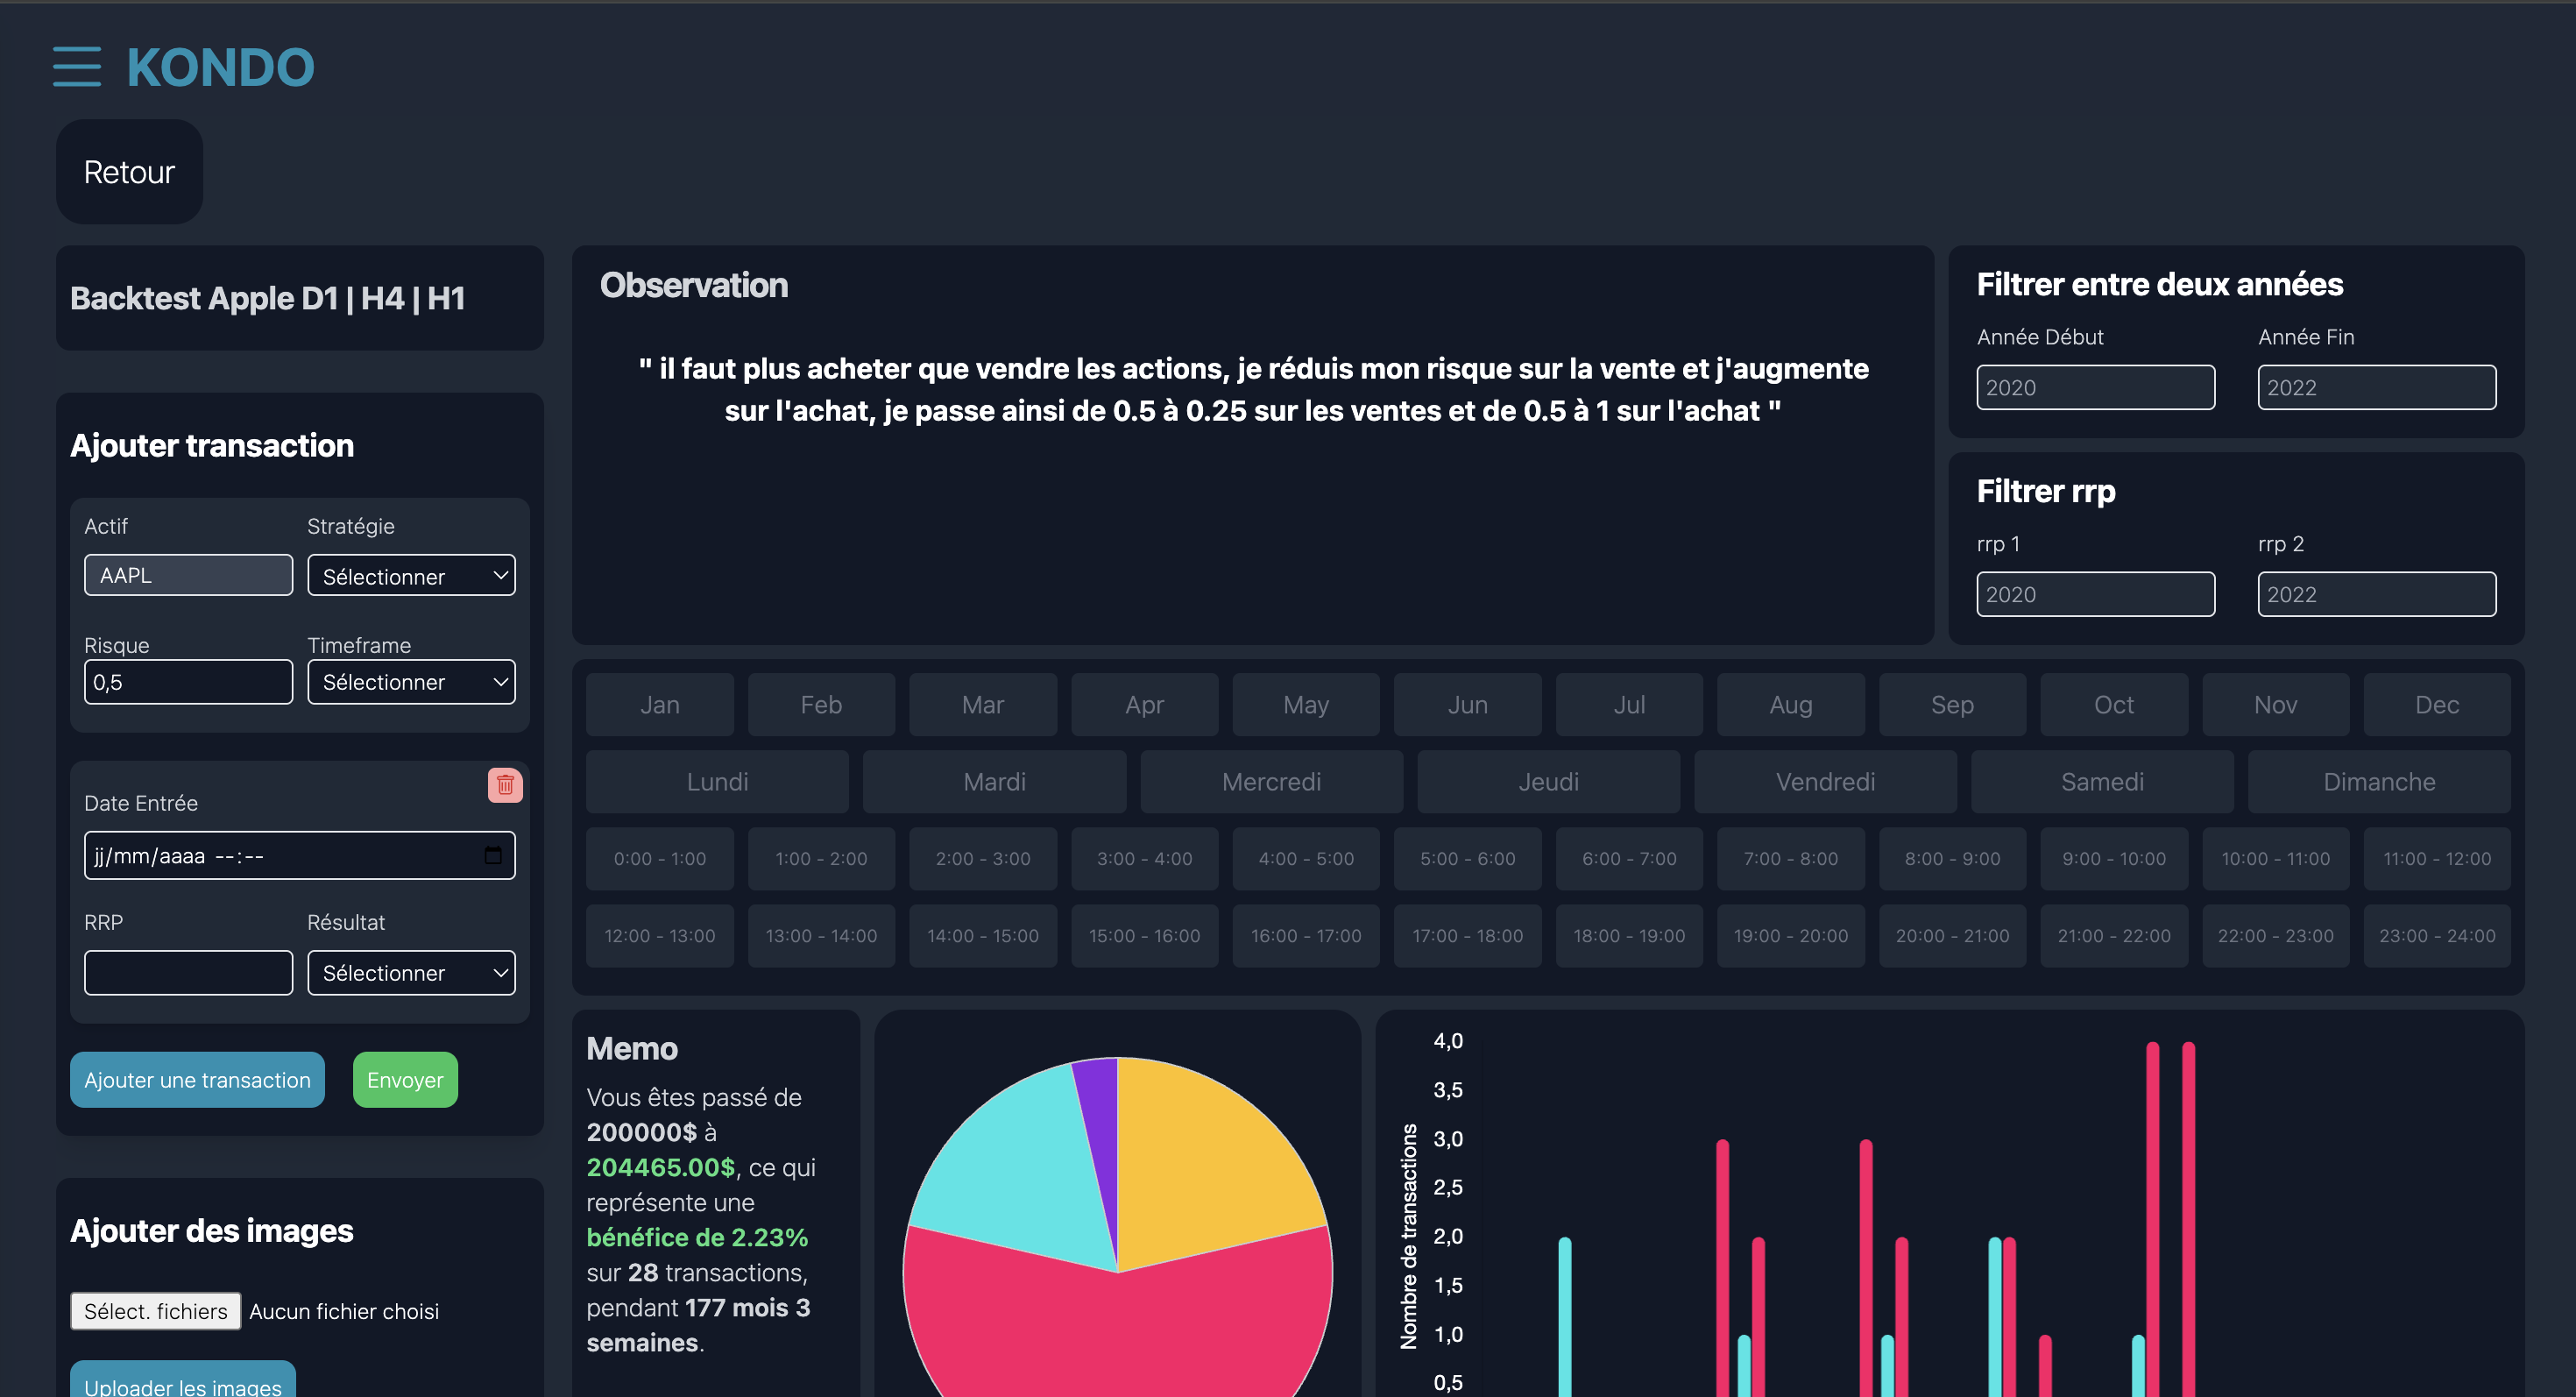 KONDO
Retour
Backtest Apple D1 | H4 | H1
Ajouter transaction
Actif
Stratégie
AAPL
Sélectionner
Risque
Timeframe
0,5
Sélectionner
Date Entrée
jj/mm/aaaa --:--
RRP
Résultat
Sélectionner
Ajouter une transaction
Envoyer
Ajouter des images
Sélect. fichiers
Aucun fichier choisi
Uploader les images
Observation
" il faut plus acheter que vendre les actions, je réduis mon risque sur la vente et j'augmente
sur l'achat, je passe ainsi de 0.5 à 0.25 sur les ventes et de 0.5 à 1 sur l'achat "
Filtrer entre deux années
Année Début
Année Fin
2020
2022
Filtrer rrp
rrp 1
rrp 2
2020
2022
Jan
Feb
Mar
Apr
May
Jun
Jul
Aug
Sep
Oct
Nov
Dec
Lundi
Mardi
Mercredi
Jeudi
Vendredi
Samedi
Dimanche
0:00 - 1:00
1:00 - 2:00
2:00 - 3:00
3:00 - 4:00
4:00 - 5:00
5:00 - 6:00
6:00 - 7:00
7:00 - 8:00
8:00 - 9:00
9:00 - 10:00
10:00 - 11:00
11:00 - 12:00
12:00 - 13:00
13:00 - 14:00
14:00 - 15:00
15:00 - 16:00
16:00 - 17:00
17:00 - 18:00
18:00 - 19:00
19:00 - 20:00
20:00 - 21:00
21:00 - 22:00
22:00 - 23:00
23:00 - 24:00
Memo
Vous êtes passé de
200000$ à
204465.00$, ce qui
représente une
bénéfice de 2.23%
sur 28 transactions,
pendant 177 mois 3
semaines.
Nombre de transactions
4,0
3,5
3,0
2,5
2,0
1,5
1,0
0,5